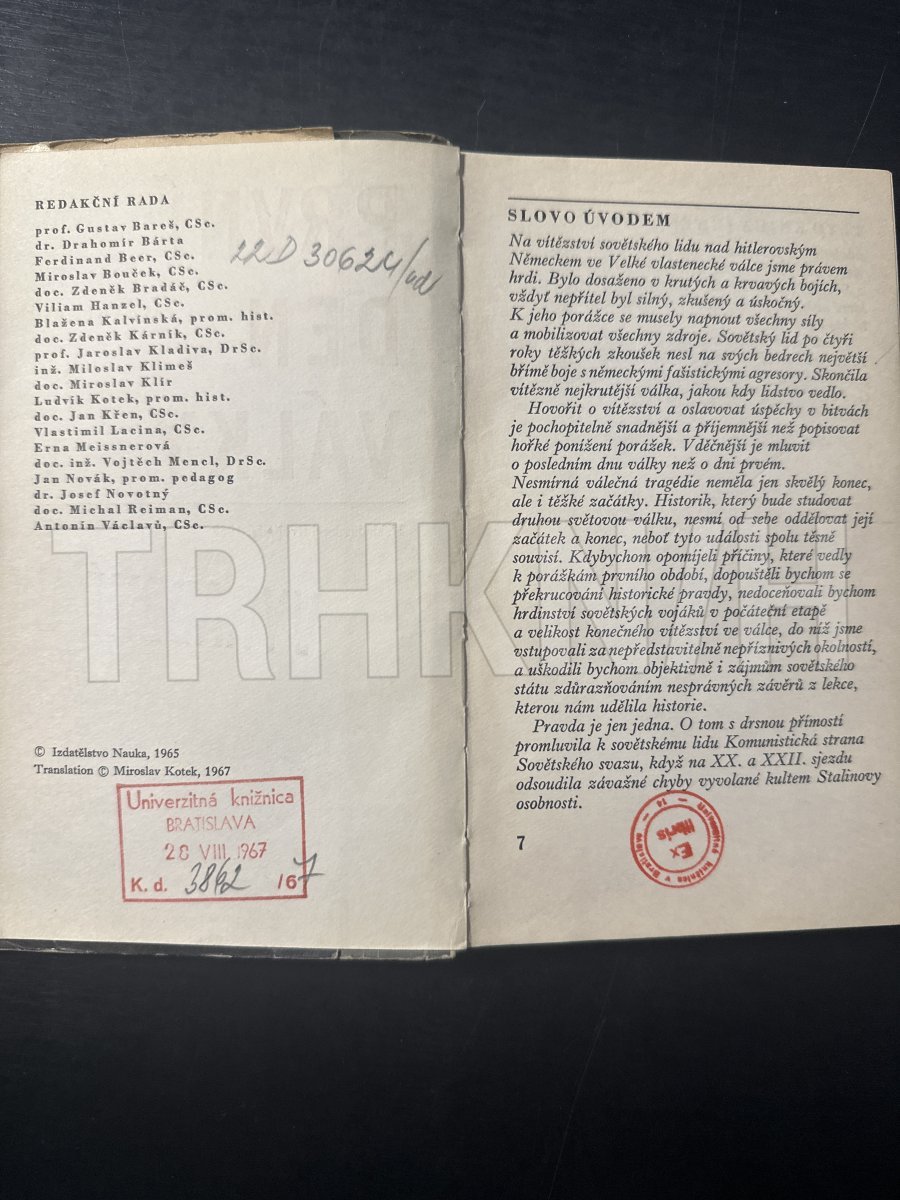 REDAKČNÍ RADA
prof. Gustav Bareš, CSc.
dr. Drahomír Bárta
Ferdinand Beer, CSc.
Miroslav Bouček, CSc.
doc. Zdeněk Bradáč, CSc.
Viliam Hanzel, CSc.
Blažena Kalvínská, prom. hist.
doc. Zdeněk Kárník, CSc.
prof. Jaroslav Kladiva, DrSc.
inž. Miloslav Klimeš
doc. Miroslav Klír
Ludvík Kotek, prom. hist.
doc. Jan Křen, CSc.
Vlastimil Lacina, CSc.
Erna Meissnerová
doc. inž. Vojtěch Mencl, DrSc.
Jan Novák, prom. pedagog
dr. Josef Novotný
doc. Michal Reiman, CSc.
Antonín Václavů, CSc.
22D 30624/
© Izdatělstvo Nauka, 1965
Translation © Miroslav Kotek, 1967
Univerzitná knižnica
BRATISLAVA
28 VIII. 1967
K. d. 3862 /67
SLOVO ÚVODEM
Na vítězství sovětského lidu nad hitlerovským
Německem ve Velké vlastenecké válce jsme právem
hrdi. Bylo dosaženo v krutých a krvavých bojích,
vždyť nepřítel byl silný, zkušený a úskočný.
K jeho porážce se musely napnout všechny síly
a mobilizovat všechny zdroje. Sovětský lid po čtyři
roky těžkých zkoušek nesl na svých bedrech největší
břímě boje s německými fašistickými agresory. Skončila
vítězně nejkrutější válka, jakou kdy lidstvo vedlo.
Hovořit o vítězství a oslavovat úspěchy v bitvách
je pochopitelně snadnější a příjemnější než popisovat
hořké ponížení porážek. Vděčnější je mluvit
o posledním dnu války než o dni prvém.
Nesmírná válečná tragédie neměla jen skvělý konec,
ale i těžké začátky. Historik, který bude studovat
druhou světovou válku, nesmí od sebe oddělovat její
začátek a konec, neboť tyto události spolu těsně
souvisí. Kdybychom opomíjeli příčiny, které vedly
k porážkám prvního období, dopouštěli bychom se
překrucování historické pravdy, nedoceňovali bychom
hrdinství sovětských vojáků v počáteční etapě
a velikost konečného vítězství ve válce, do níž jsme
vstupovali za nepředstavitelně nepříznivých okolností,
a uškodili bychom objektivně i zájmům sovětského
státu zdůrazňováním nesprávných závěrů z lekce,
kterou nám udělila historie.
Pravda je jen jedna. O tom s drsnou přímostí
promluvila k sovětskému lidu Komunistická strana
Sovětského svazu, když na XX. a XXII. sjezdu
odsoudila závažné chyby vyvolané kultem Stalinovy
osobnosti.
7
Univerzitná knižnica v Bratislave — 14 —
Ex
libris
TRHKNIH